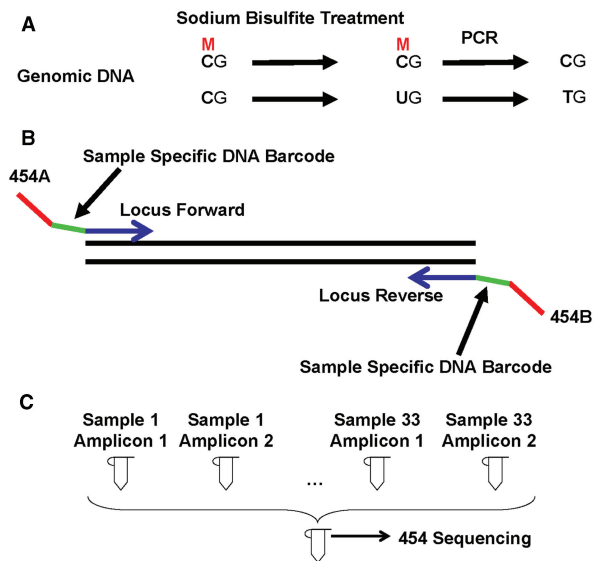 A
Sodium Bisulfite Treatment
M M PCR
Genomic DNA
CG CG CG
CG UG TG
B
Sample Specific DNA Barcode
454A
Locus Forward
Locus Reverse
454B
Sample Specific DNA Barcode
C
Sample 1 Sample 1 Sample 33 Sample 33
Amplicon 1 Amplicon 2 Amplicon 1 Amplicon 2
...
454 Sequencing